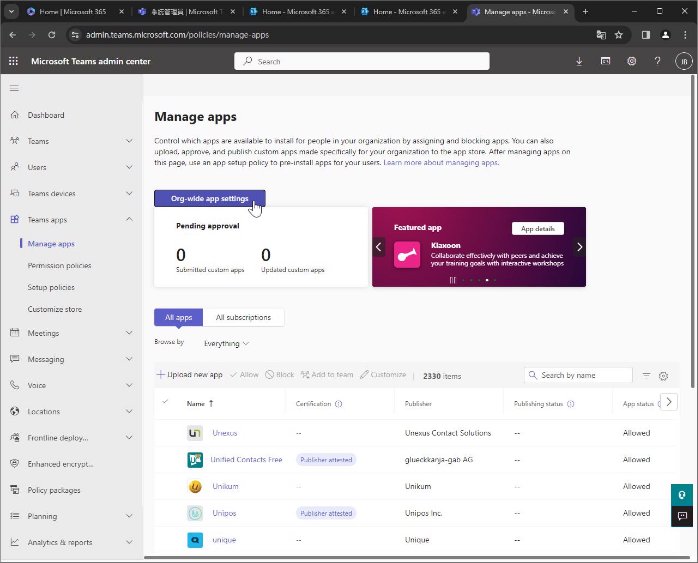 Home | Microsoft 365
Home - Microsoft 365
Home - Microsoft 365
Manage apps - Micros
admin.teams.microsoft.com/policies/manage-apps
Microsoft Teams admin center
Search
JB
Dashboard
Teams
Users
Teams devices
Teams apps
Manage apps
Permission policies
Setup policies
Customize store
Meetings
Messaging
Voice
Locations
Frontline deploy...
Enhanced encrypt...
Policy packages
Planning
Analytics & reports
Manage apps
Control which apps are available to install for people in your organization by assigning and blocking apps. You can also
upload, approve, and publish custom apps made specifically for your organization to the app store. After managing apps on
this page, use an app setup policy to pre-install apps for your users. Learn more about managing apps.
Org-wide app settings
Pending approval
0
Submitted custom apps
0
Updated custom apps
Featured app
App details
Klaxoon
Collaborate effectively with peers and achieve
your training goals with interactive workshops
All apps
All subscriptions
Browse by
Everything
Upload new app
Allow
Block
Add to team
Customize
2330 items
Search by name
Name ↑
Certification
Publisher
Publishing status
App status
Unexus
--
Unexus Contact Solutions
--
Allowed
Unified Contacts Free
Publisher attested
glueckkanja-gab AG
--
Allowed
Unikum
--
Unikum
--
Allowed
Unipos
Publisher attested
Unipos Inc.
--
Allowed
unique
--
Unique
--
Allowed